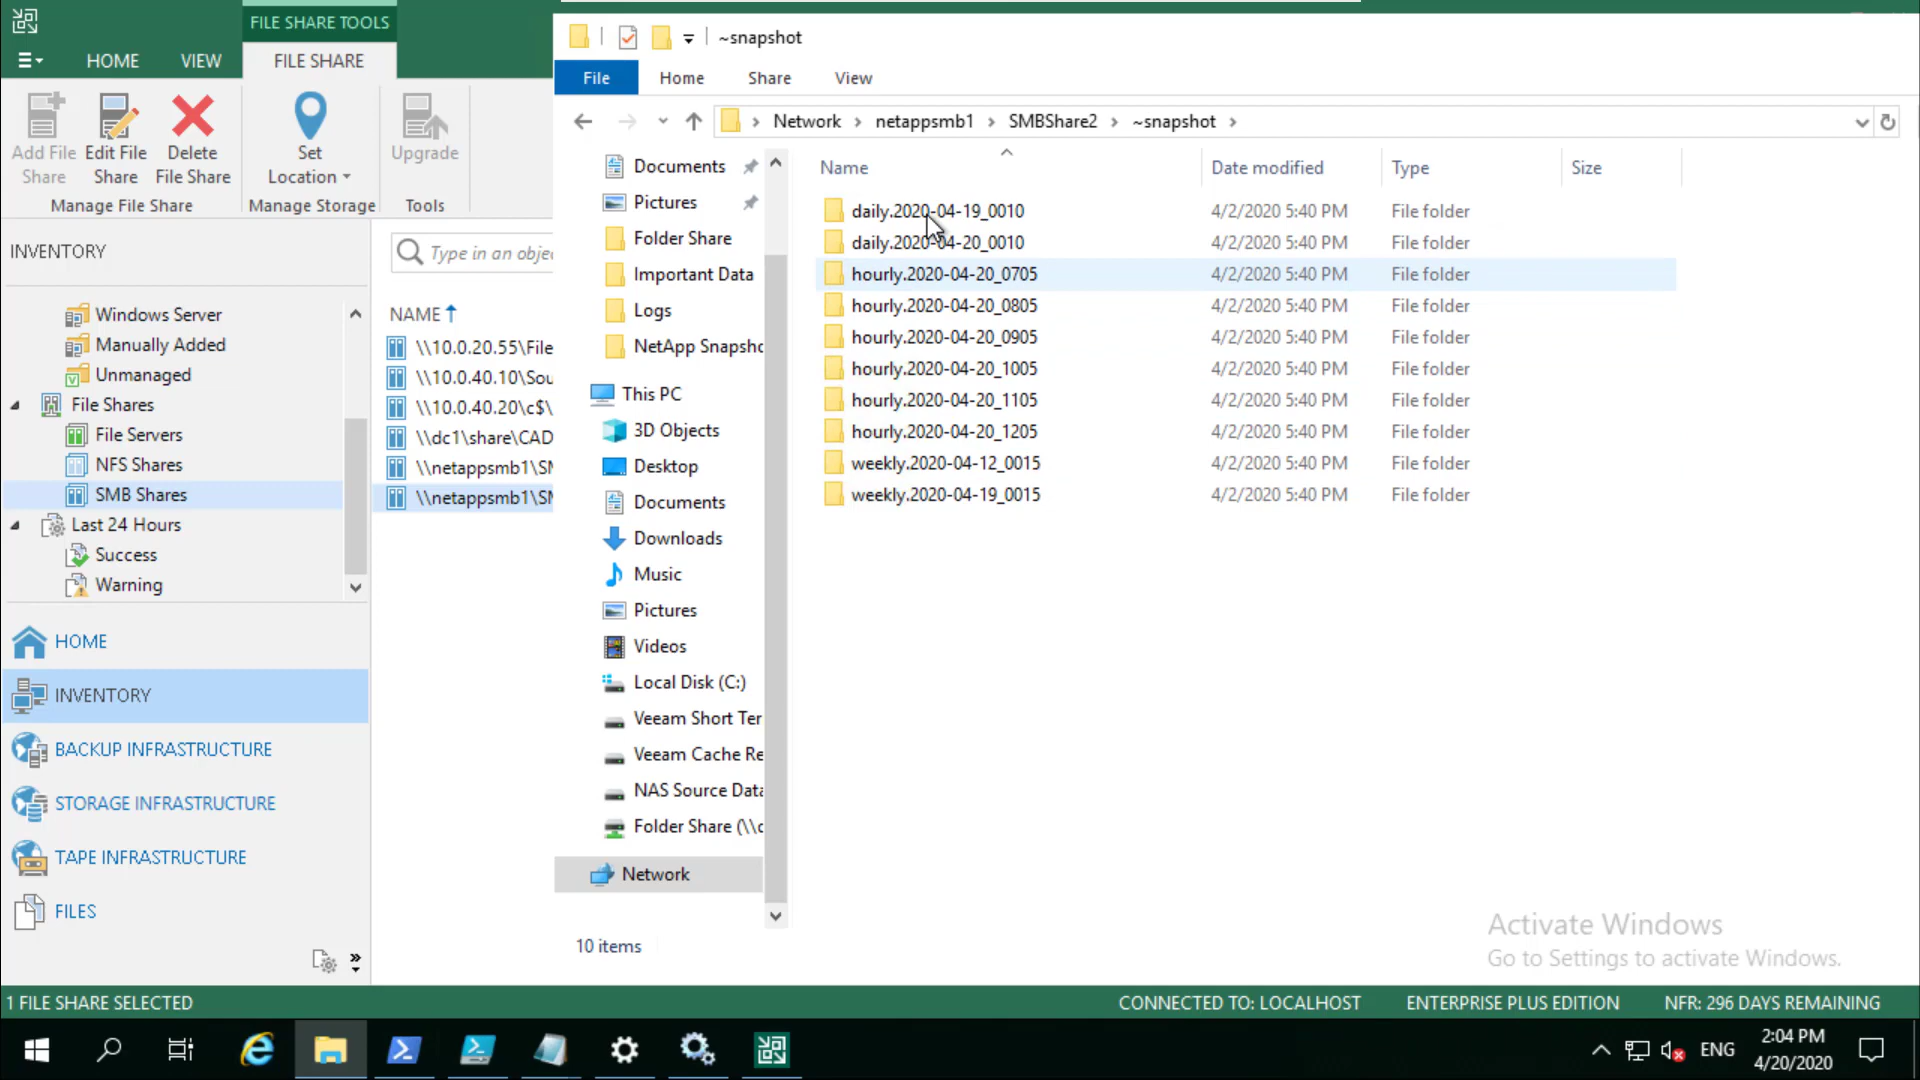 FILE SHARE TOOLS
HOME VIEW FILE SHARE
Add File Share
Edit File Share
Delete File Share
Set Location
Upgrade
Manage File Share Manage Storage Tools
INVENTORY
Windows Server
Manually Added
Unmanaged
File Shares
File Servers
NFS Shares
SMB Shares
Last 24 Hours
Success
Warning
HOME
INVENTORY
BACKUP INFRASTRUCTURE
STORAGE INFRASTRUCTURE
TAPE INFRASTRUCTURE
FILES
Type in an objec
NAME
\\10.0.20.55\File
\\10.0.40.10\Sou
\\10.0.40.20\c$\
\\dc1\share\CAD
\\netappsmb1\SM
\\netappsmb1\SM
~snapshot
File Home Share View
Network > netappsmb1 > SMBShare2 > ~snapshot >
Documents
Pictures
Folder Share
Important Data
Logs
NetApp Snapsho
This PC
3D Objects
Desktop
Documents
Downloads
Music
Pictures
Videos
Local Disk (C:)
Veeam Short Ter
Veeam Cache Re
NAS Source Data
Folder Share (\\d
Network
Name Date modified Type Size
daily.2020-04-19_0010 4/2/2020 5:40 PM File folder
daily.2020-04-20_0010 4/2/2020 5:40 PM File folder
hourly.2020-04-20_0705 4/2/2020 5:40 PM File folder
hourly.2020-04-20_0805 4/2/2020 5:40 PM File folder
hourly.2020-04-20_0905 4/2/2020 5:40 PM File folder
hourly.2020-04-20_1005 4/2/2020 5:40 PM File folder
hourly.2020-04-20_1105 4/2/2020 5:40 PM File folder
hourly.2020-04-20_1205 4/2/2020 5:40 PM File folder
weekly.2020-04-12_0015 4/2/2020 5:40 PM File folder
weekly.2020-04-19_0015 4/2/2020 5:40 PM File folder
10 items
Activate Windows
Go to Settings to activate Windows.
1 FILE SHARE SELECTED CONNECTED TO: LOCALHOST ENTERPRISE PLUS EDITION NFR: 296 DAYS REMAINING
ENG
2:04 PM
4/20/2020